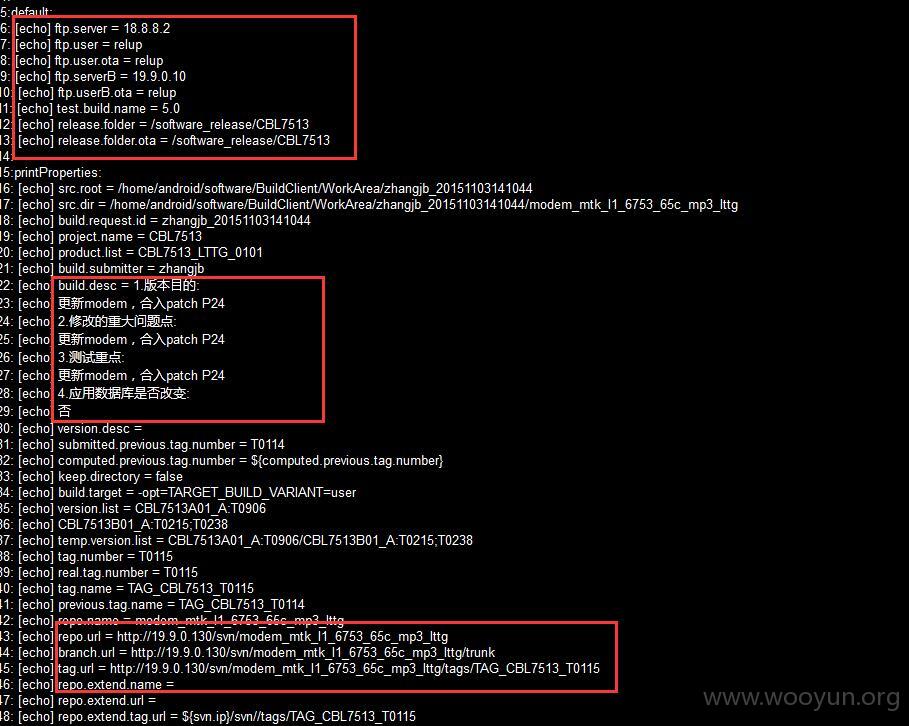 5:default:
6: [echo] ftp.server = 18.8.8.2
7: [echo] ftp.user = relup
8: [echo] ftp.user.ota = relup
9: [echo] ftp.serverB = 19.9.0.10
10: [echo] ftp.userB.ota = relup
11: [echo] test.build.name = 5.0
12: [echo] release.folder = /software_release/CBL7513
13: [echo] release.folder.ota = /software_release/CBL7513
14:
15:printProperties:
16: [echo] src.root = /home/android/software/BuildClient/WorkArea/zhangjb_20151103141044
17: [echo] src.dir = /home/android/software/BuildClient/WorkArea/zhangjb_20151103141044/modem_mtk_l1_6753_65c_mp3_lttg
18: [echo] build.request.id = zhangjb_20151103141044
19: [echo] project.name = CBL7513
20: [echo] product.list = CBL7513_LTTG_0101
21: [echo] build.submitter = zhangjb
22: [echo] build.desc = 1.版本目的:
23: [echo] 更新modem，合入patch P24
24: [echo] 2.修改的重大问题点:
25: [echo] 更新modem，合入patch P24
26: [echo] 3.测试重点:
27: [echo] 更新modem，合入patch P24
28: [echo] 4.应用数据库是否改变:
29: [echo] 否
30: [echo] version.desc =
31: [echo] submitted.previous.tag.number = T0114
32: [echo] computed.previous.tag.number = ${computed.previous.tag.number}
33: [echo] keep.directory = false
34: [echo] build.target = -opt=TARGET_BUILD_VARIANT=user
35: [echo] version.list = CBL7513A01_A:T0906
36: [echo] CBL7513B01_A:T0215;T0238
37: [echo] temp.version.list = CBL7513A01_A:T0906/CBL7513B01_A:T0215;T0238
38: [echo] tag.number = T0115
39: [echo] real.tag.number = T0115
40: [echo] tag.name = TAG_CBL7513_T0115
41: [echo] previous.tag.name = TAG_CBL7513_T0114
42: [echo] repo.name = modem_mtk_l1_6753_65c_mp3_lttg
43: [echo] repo.url = http://19.9.0.130/svn/modem_mtk_l1_6753_65c_mp3_lttg
44: [echo] branch.url = http://19.9.0.130/svn/modem_mtk_l1_6753_65c_mp3_lttg/trunk
45: [echo] tag.url = http://19.9.0.130/svn/modem_mtk_l1_6753_65c_mp3_lttg/tags/TAG_CBL7513_T0115
46: [echo] repo.extend.name =
47: [echo] repo.extend.url =
48: [echo] repo.extend.tag.url = ${svn.ip}/svn//tags/TAG_CBL7513_T0115
www.wooyun.org